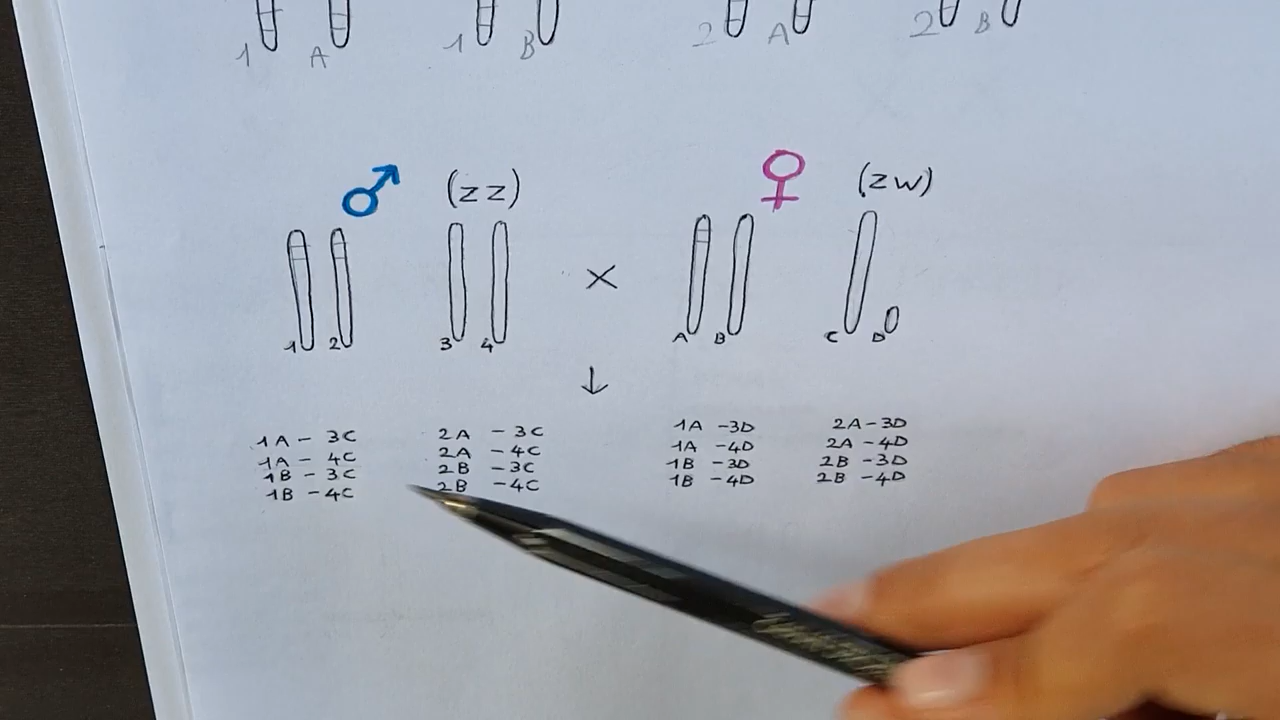 1 A 1 B 2 A 2 B
(zz) (zw)
1 2 3 4 × A B C D
1A - 3C 2A - 3C 1A - 3D 2A - 3D
1A - 4C 2A - 4C 1A - 4D 2A - 4D
1B - 3C 2B - 3C 1B - 3D 2B - 3D
1B - 4C 2B - 4C 1B - 4D 2B - 4D